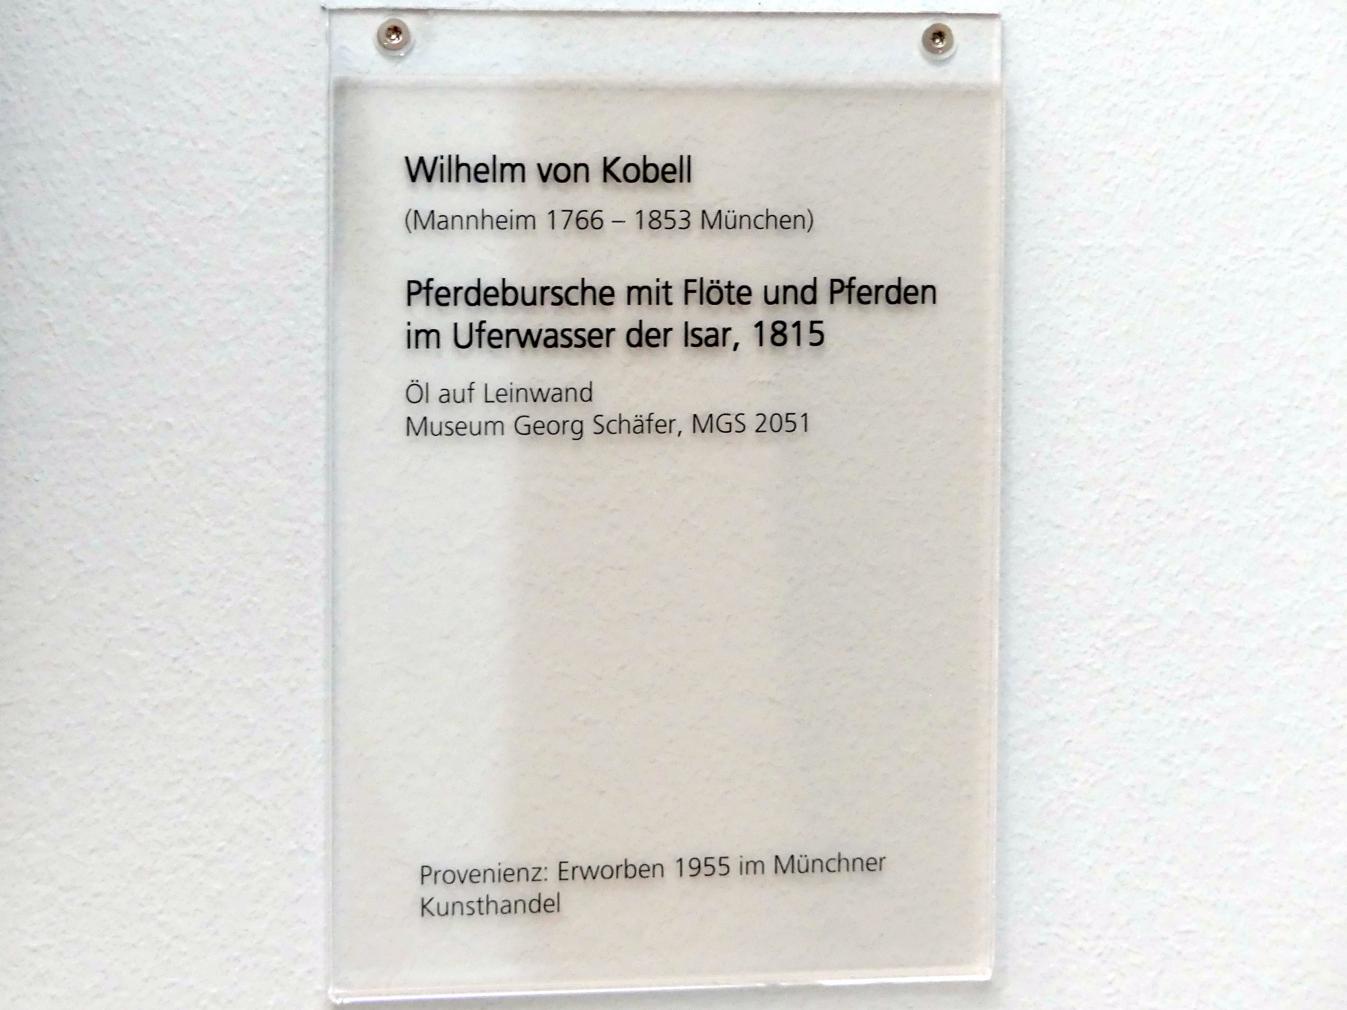 Wilhelm von Kobell
(Mannheim 1766 – 1853 München)
Pferdebursche mit Flöte und Pferden
im Uferwasser der Isar, 1815
Öl auf Leinwand
Museum Georg Schäfer, MGS 2051
Provenienz: Erworben 1955 im Münchner
Kunsthandel